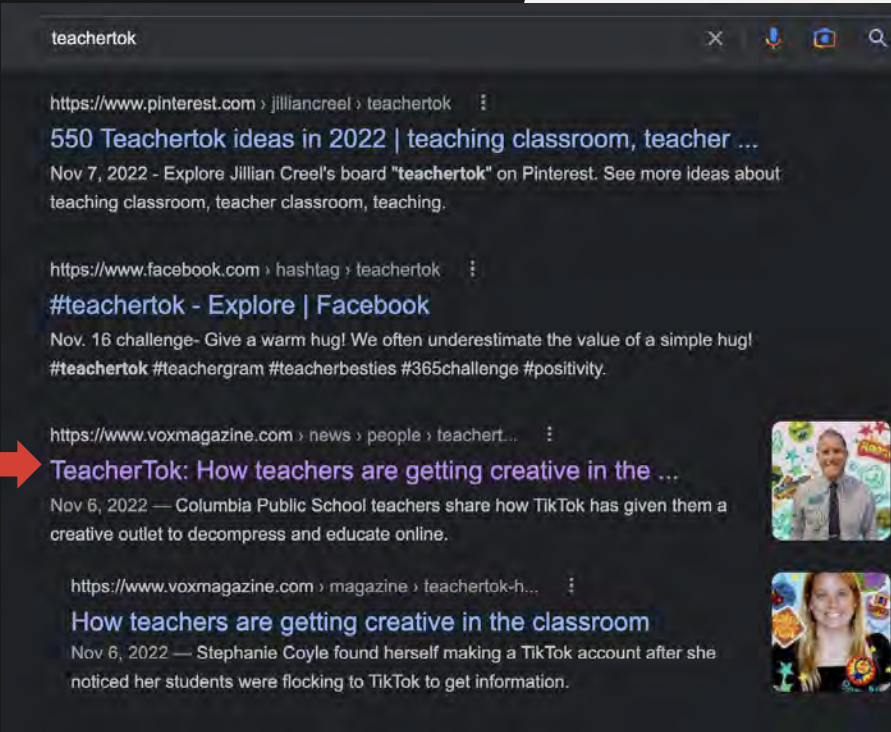 teachertok
https://www.pinterest.com › jilliancreel › teachertok
550 Teachertok ideas in 2022 | teaching classroom, teacher ...
Nov 7, 2022 - Explore Jillian Creel's board "teachertok" on Pinterest. See more ideas about
teaching classroom, teacher classroom, teaching.
https://www.facebook.com › hashtag › teachertok
#teachertok - Explore | Facebook
Nov. 16 challenge- Give a warm hug! We often underestimate the value of a simple hug!
#teachertok #teachergram #teacherbesties #365challenge #positivity.
https://www.voxmagazine.com › news › people › teachert...
TeacherTok: How teachers are getting creative in the ...
Nov 6, 2022 — Columbia Public School teachers share how TikTok has given them a
creative outlet to decompress and educate online.
https://www.voxmagazine.com › magazine › teachertok-h...
How teachers are getting creative in the classroom
Nov 6, 2022 — Stephanie Coyle found herself making a TikTok account after she
noticed her students were flocking to TikTok to get information.